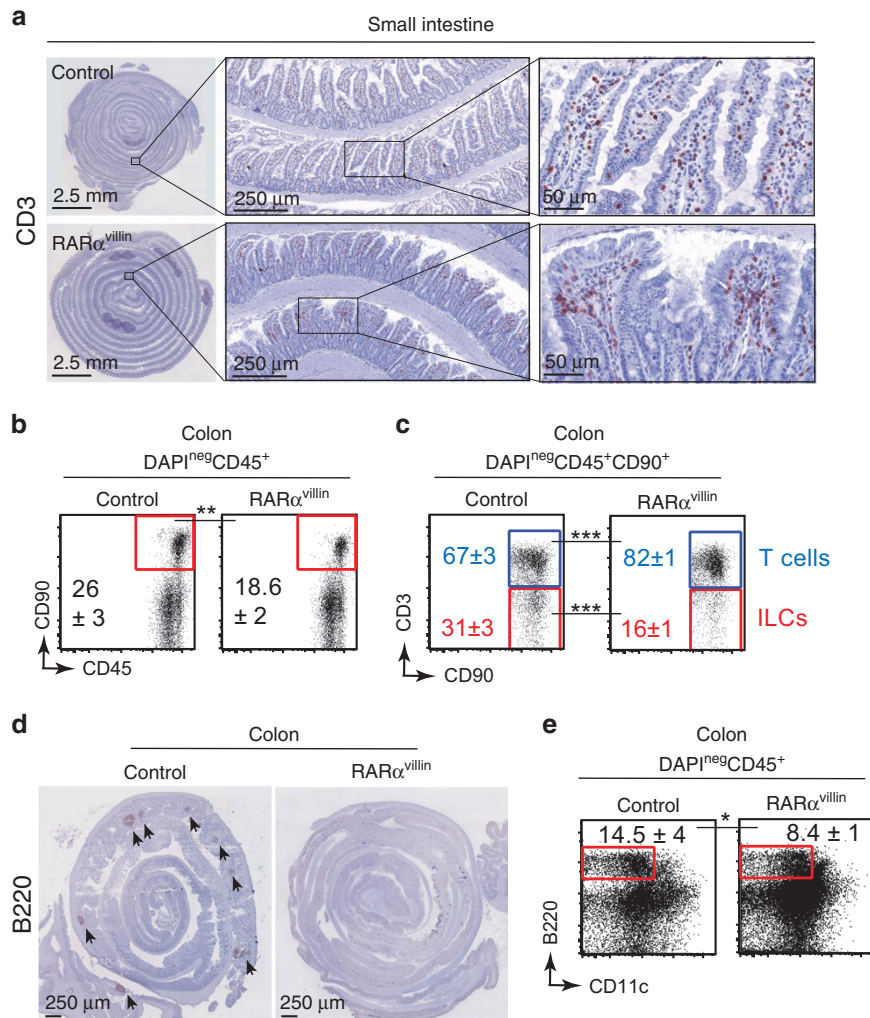 a
Small intestine
Control
2.5 mm
250 µm
50 µm
CD3
RARα^villin
2.5 mm
250 µm
50 µm
b
Colon
DAPI^neg CD45⁺
Control
RARα^villin
**
26
± 3
18.6
± 2
CD90
CD45
c
Colon
DAPI^neg CD45⁺CD90⁺
Control
RARα^villin
***
67±3
82±1
T cells
***
31±3
16±1
ILCs
CD3
CD90
d
Colon
Control
RARα^villin
B220
250 µm
250 µm
e
Colon
DAPI^neg CD45⁺
Control
RARα^villin
*
14.5 ± 4
8.4 ± 1
B220
CD11c